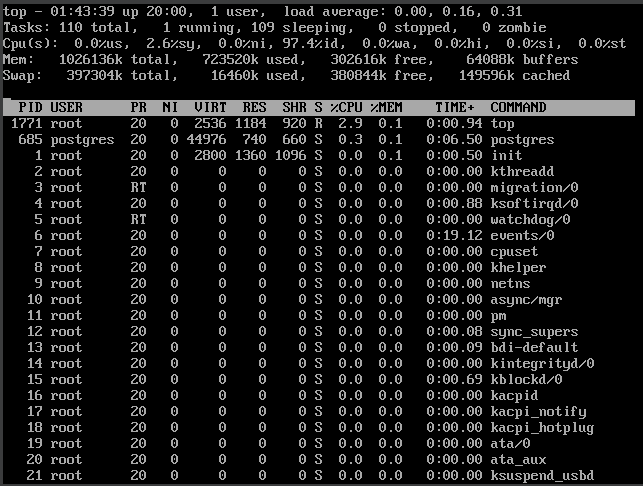 top - 01:43:39 up 20:00,  1 user,  load average: 0.00, 0.16, 0.31
Tasks: 110 total,   1 running, 109 sleeping,   0 stopped,   0 zombie
Cpu(s):  0.0%us,  2.6%sy,  0.0%ni, 97.4%id,  0.0%wa,  0.0%hi,  0.0%si,  0.0%st
Mem:   1026136k total,   723520k used,   302616k free,    64088k buffers
Swap:   397304k total,    16460k used,   380844k free,   149596k cached
  PID USER      PR  NI  VIRT  RES  SHR S %CPU %MEM    TIME+  COMMAND
 1771 root      20   0  2536 1184  920 R  2.9  0.1   0:00.94 top
  685 postgres  20   0 44976  740  660 S  0.3  0.1   0:06.50 postgres
    1 root      20   0  2800 1360 1096 S  0.0  0.1   0:00.50 init
    2 root      20   0     0    0    0 S  0.0  0.0   0:00.00 kthreadd
    3 root      RT   0     0    0    0 S  0.0  0.0   0:00.00 migration/0
    4 root      20   0     0    0    0 S  0.0  0.0   0:00.88 ksoftirqd/0
    5 root      RT   0     0    0    0 S  0.0  0.0   0:00.00 watchdog/0
    6 root      20   0     0    0    0 S  0.0  0.0   0:19.12 events/0
    7 root      20   0     0    0    0 S  0.0  0.0   0:00.00 cpuset
    8 root      20   0     0    0    0 S  0.0  0.0   0:00.00 khelper
    9 root      20   0     0    0    0 S  0.0  0.0   0:00.00 netns
   10 root      20   0     0    0    0 S  0.0  0.0   0:00.00 async/mgr
   11 root      20   0     0    0    0 S  0.0  0.0   0:00.00 pm
   12 root      20   0     0    0    0 S  0.0  0.0   0:00.08 sync_supers
   13 root      20   0     0    0    0 S  0.0  0.0   0:00.09 bdi-default
   14 root      20   0     0    0    0 S  0.0  0.0   0:00.00 kintegrityd/0
   15 root      20   0     0    0    0 S  0.0  0.0   0:00.69 kblockd/0
   16 root      20   0     0    0    0 S  0.0  0.0   0:00.00 kacpid
   17 root      20   0     0    0    0 S  0.0  0.0   0:00.00 kacpi_notify
   18 root      20   0     0    0    0 S  0.0  0.0   0:00.00 kacpi_hotplug
   19 root      20   0     0    0    0 S  0.0  0.0   0:00.00 ata/0
   20 root      20   0     0    0    0 S  0.0  0.0   0:00.00 ata_aux
   21 root      20   0     0    0    0 S  0.0  0.0   0:00.00 ksuspend_usbd